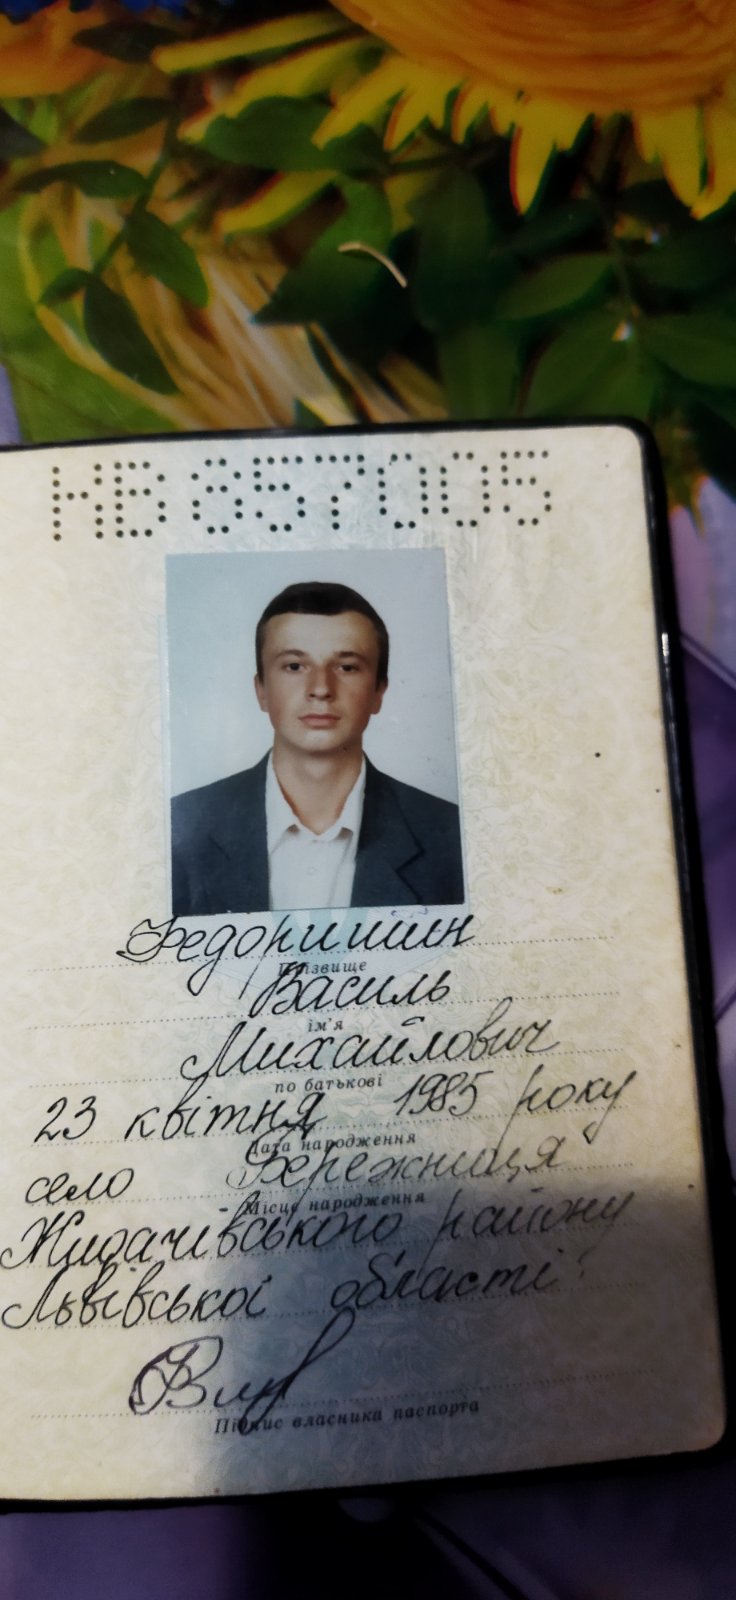 НВ 857005
Федоришин
Прізвище
Василь
ім'я
Михайлович
по батькові
23 квітня 1985 року
Дата народження
село Бережниця
Місце народження
Жидачівського району
Львівської області
Підпис власника паспорта